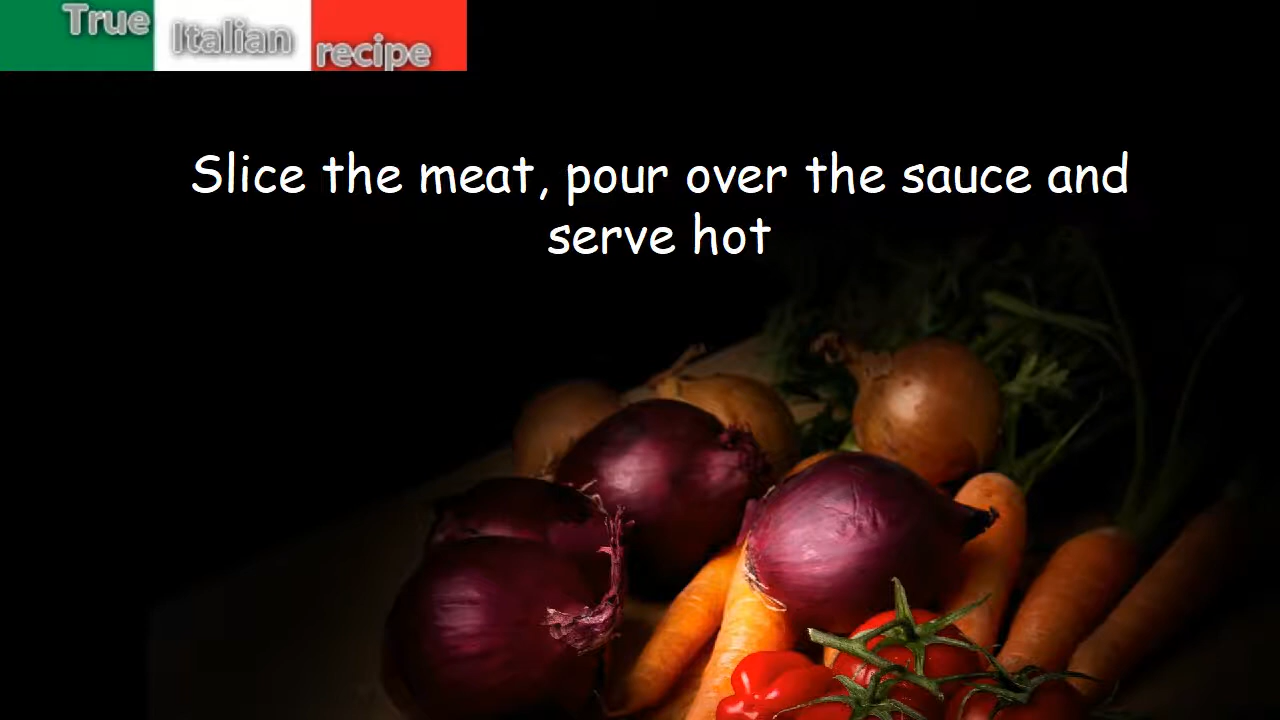 True Italian recipe
Slice the meat, pour over the sauce and
serve hot